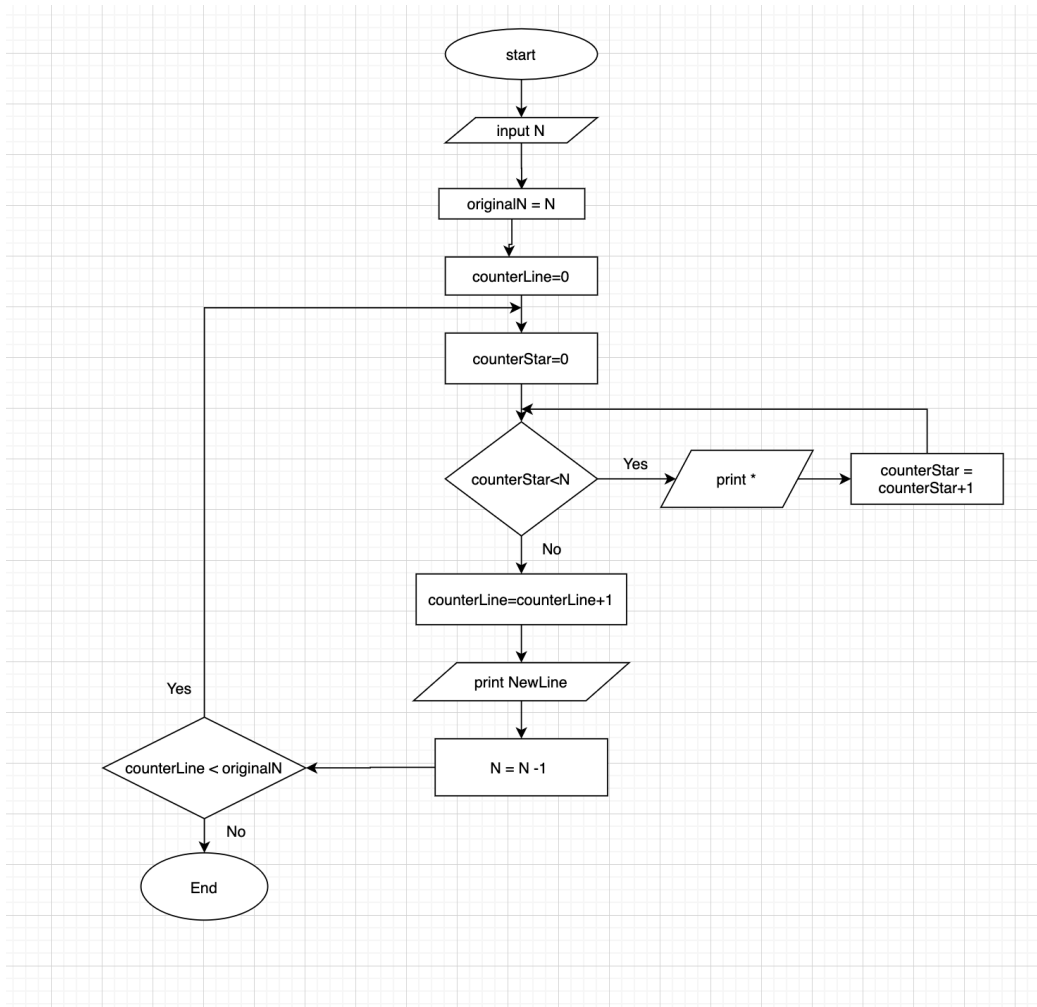 start
input N
originalN = N
counterLine=0
counterStar=0
counterStar<N
Yes
print *
counterStar =
counterStar+1
No
counterLine=counterLine+1
print NewLine
Yes
counterLine < originalN
N = N -1
No
End